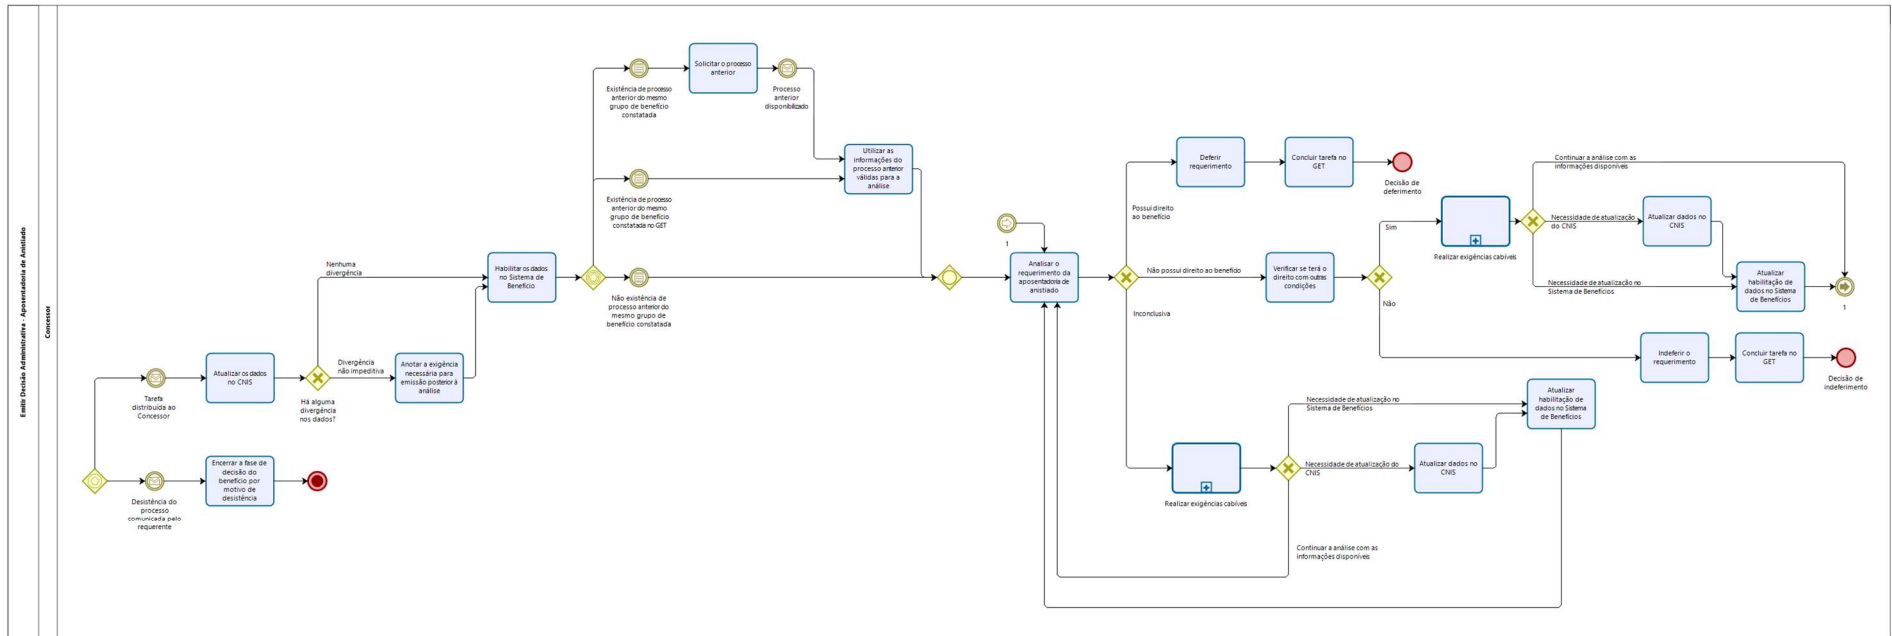 Emitir Decisão Administrativa - Aposentadoria de Anistiado
Concessor
Solicitar o processo
anterior
Existência de processo
anterior do mesmo
grupo de benefício
constatada
Processo
anterior
disponibilizado
Utilizar as
informações do
processo anterior
válidas para a
análise
Existência de processo
anterior do mesmo
grupo de benefício
constatada no GET
Não existência de
processo anterior do
mesmo grupo de
benefício constatada
Nenhuma
divergência
Habilitar os dados
no Sistema de
Benefício
Divergência
não impeditiva
Anotar a exigência
necessária para
emissão posterior à
análise
Atualizar os dados
no CNIS
Tarefa
distribuída ao
Concessor
Há alguma
divergência
nos dados?
Encerrar a fase de
decisão do
benefício por
motivo de
desistência
Desistência do
processo
comunicada pelo
requerente
1
Analisar o
requerimento da
aposentadoria de
anistiado
Possui direito
ao benefício
Deferir
requerimento
Concluir tarefa no
GET
Decisão de
deferimento
Não possui direito ao benefício
Verificar se terá o
direito com outras
condições
Inconclusiva
Sim
Não
Realizar exigências cabíveis
Continuar a análise com as
informações disponíveis
Necessidade de atualização
do CNIS
Atualizar dados no
CNIS
Necessidade de atualização no
Sistema de Benefícios
Atualizar
habilitação de
dados no Sistema
de Benefícios
1
Indeferir o
requerimento
Concluir tarefa no
GET
Decisão de
indeferimento
Realizar exigências cabíveis
Necessidade de atualização no
Sistema de Benefícios
Necessidade de atualização do
CNIS
Atualizar dados no
CNIS
Atualizar
habilitação de
dados no Sistema
de Benefícios
Continuar a análise com as
informações disponíveis